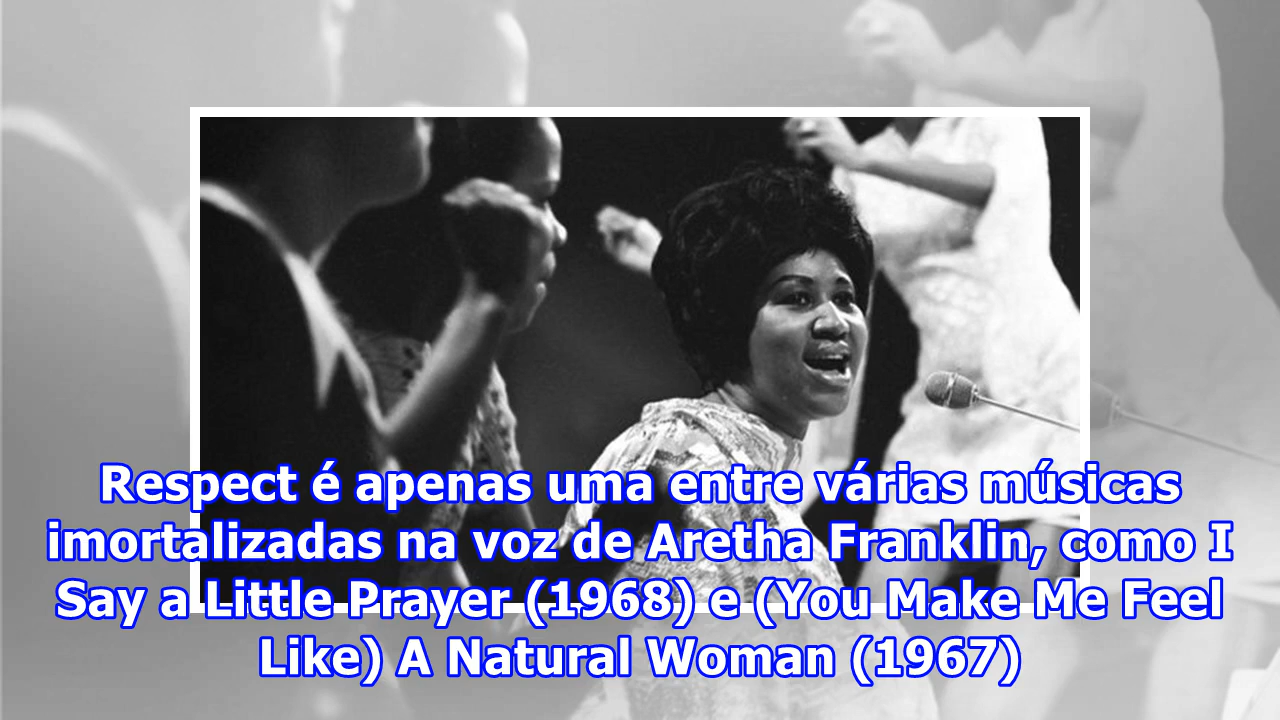 Respect é apenas uma entre várias músicas
imortalizadas na voz de Aretha Franklin, como I
Say a Little Prayer (1968) e (You Make Me Feel
Like) A Natural Woman (1967)